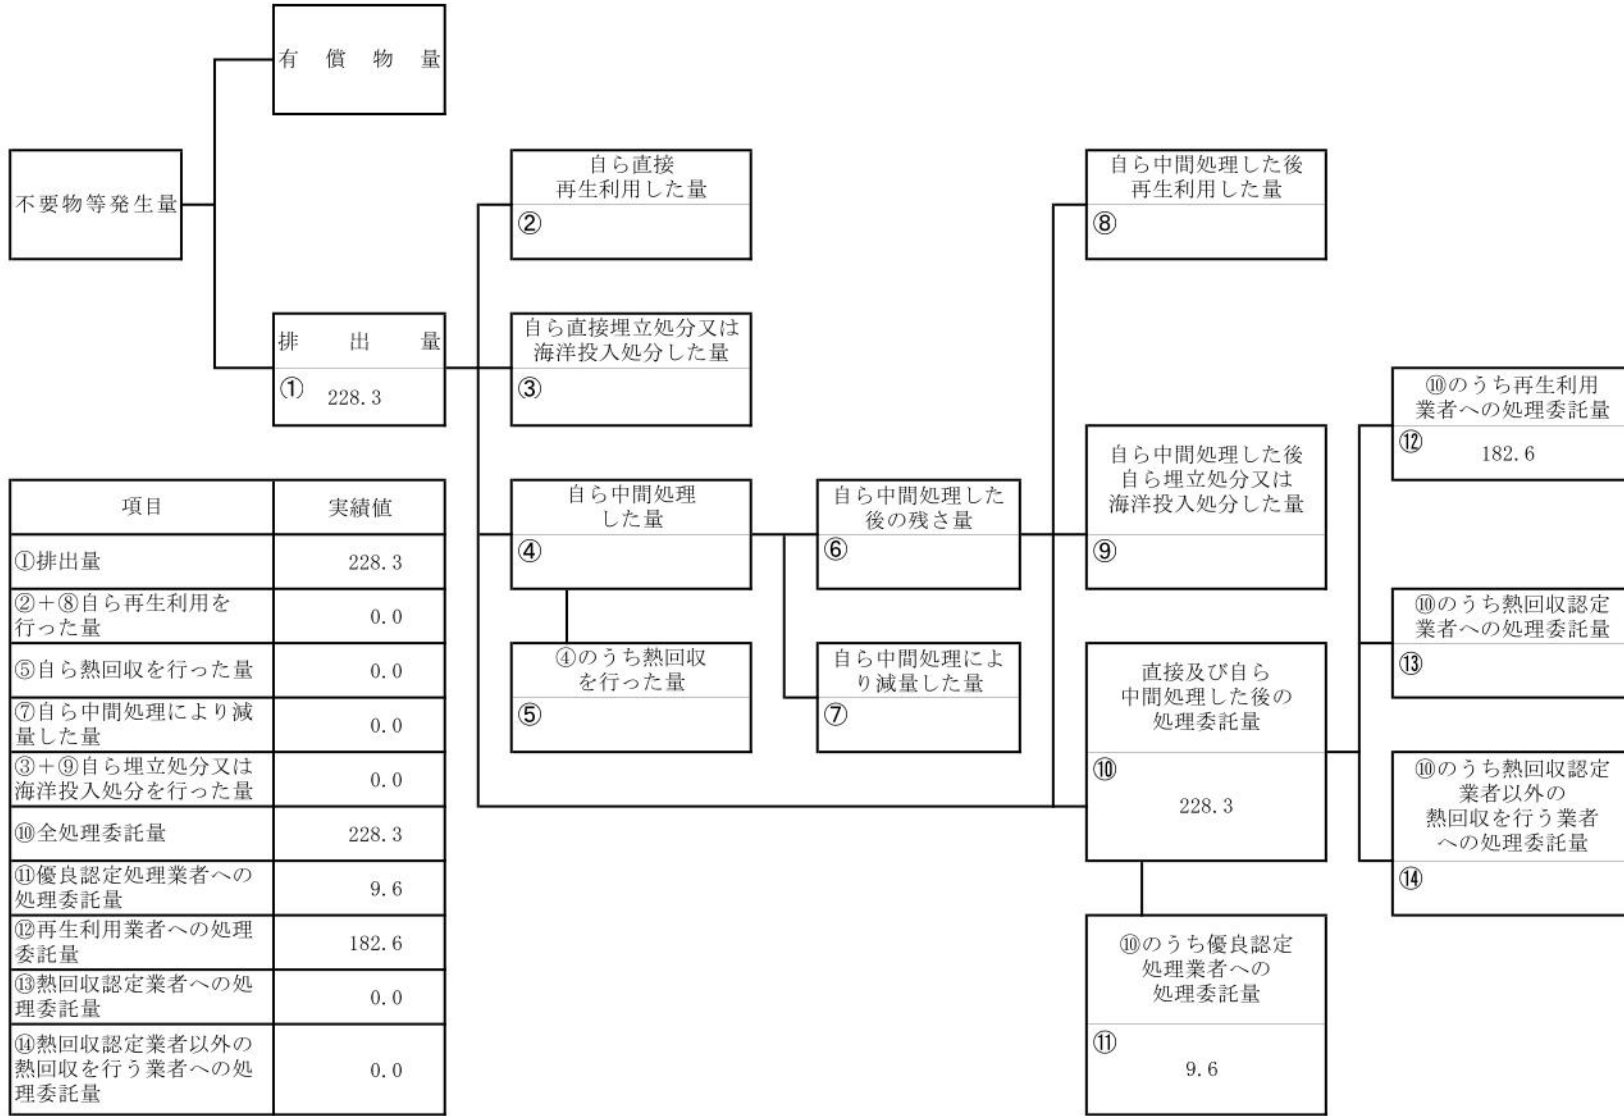 有償物量
不要物等発生量
排出量
① 228.3
自ら直接
再生利用した量
②
自ら直接埋立処分又は
海洋投入処分した量
③
自ら中間処理
した量
④
④のうち熱回収
を行った量
⑤
自ら中間処理した
後の残さ量
⑥
自ら中間処理によ
り減量した量
⑦
自ら中間処理した後
再生利用した量
⑧
自ら中間処理した後
自ら埋立処分又は
海洋投入処分した量
⑨
直接及び自ら
中間処理した後の
処理委託量
⑩
228.3
⑩のうち優良認定
処理業者への
処理委託量
⑪
9.6
⑩のうち再生利用
業者への処理委託量
⑫
182.6
⑩のうち熱回収認定
業者への処理委託量
⑬
⑩のうち熱回収認定
業者以外の
熱回収を行う業者
への処理委託量
⑭
項目 実績値
①排出量 228.3
②+⑧自ら再生利用を
行った量 0.0
⑤自ら熱回収を行った量 0.0
⑦自ら中間処理により減
量した量 0.0
③+⑨自ら埋立処分又は
海洋投入処分を行った量 0.0
⑩全処理委託量 228.3
⑪優良認定処理業者への
処理委託量 9.6
⑫再生利用業者への処理
委託量 182.6
⑬熱回収認定業者への処
理委託量 0.0
⑭熱回収認定業者以外の
熱回収を行う業者への処
理委託量 0.0